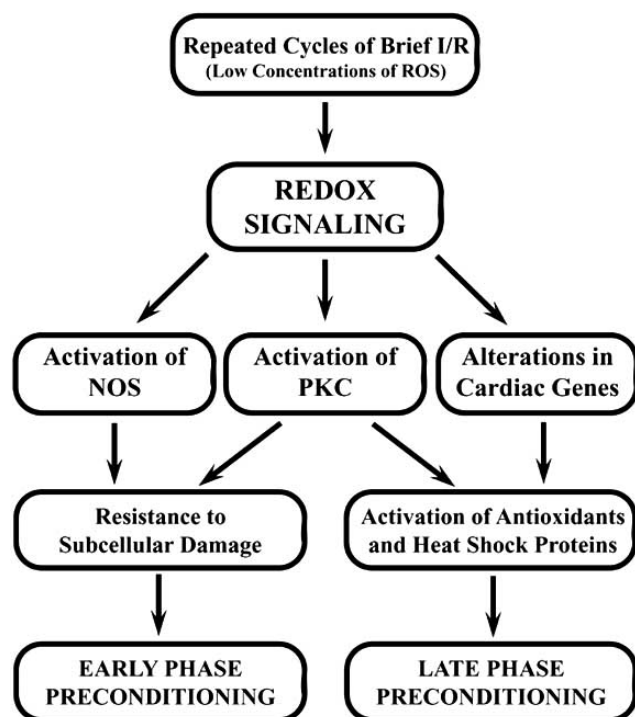 Repeated Cycles of Brief I/R
(Low Concentrations of ROS)
REDOX
SIGNALING
Activation of
NOS
Activation of
PKC
Alterations in
Cardiac Genes
Resistance to
Subcellular Damage
Activation of Antioxidants
and Heat Shock Proteins
EARLY PHASE
PRECONDITIONING
LATE PHASE
PRECONDITIONING